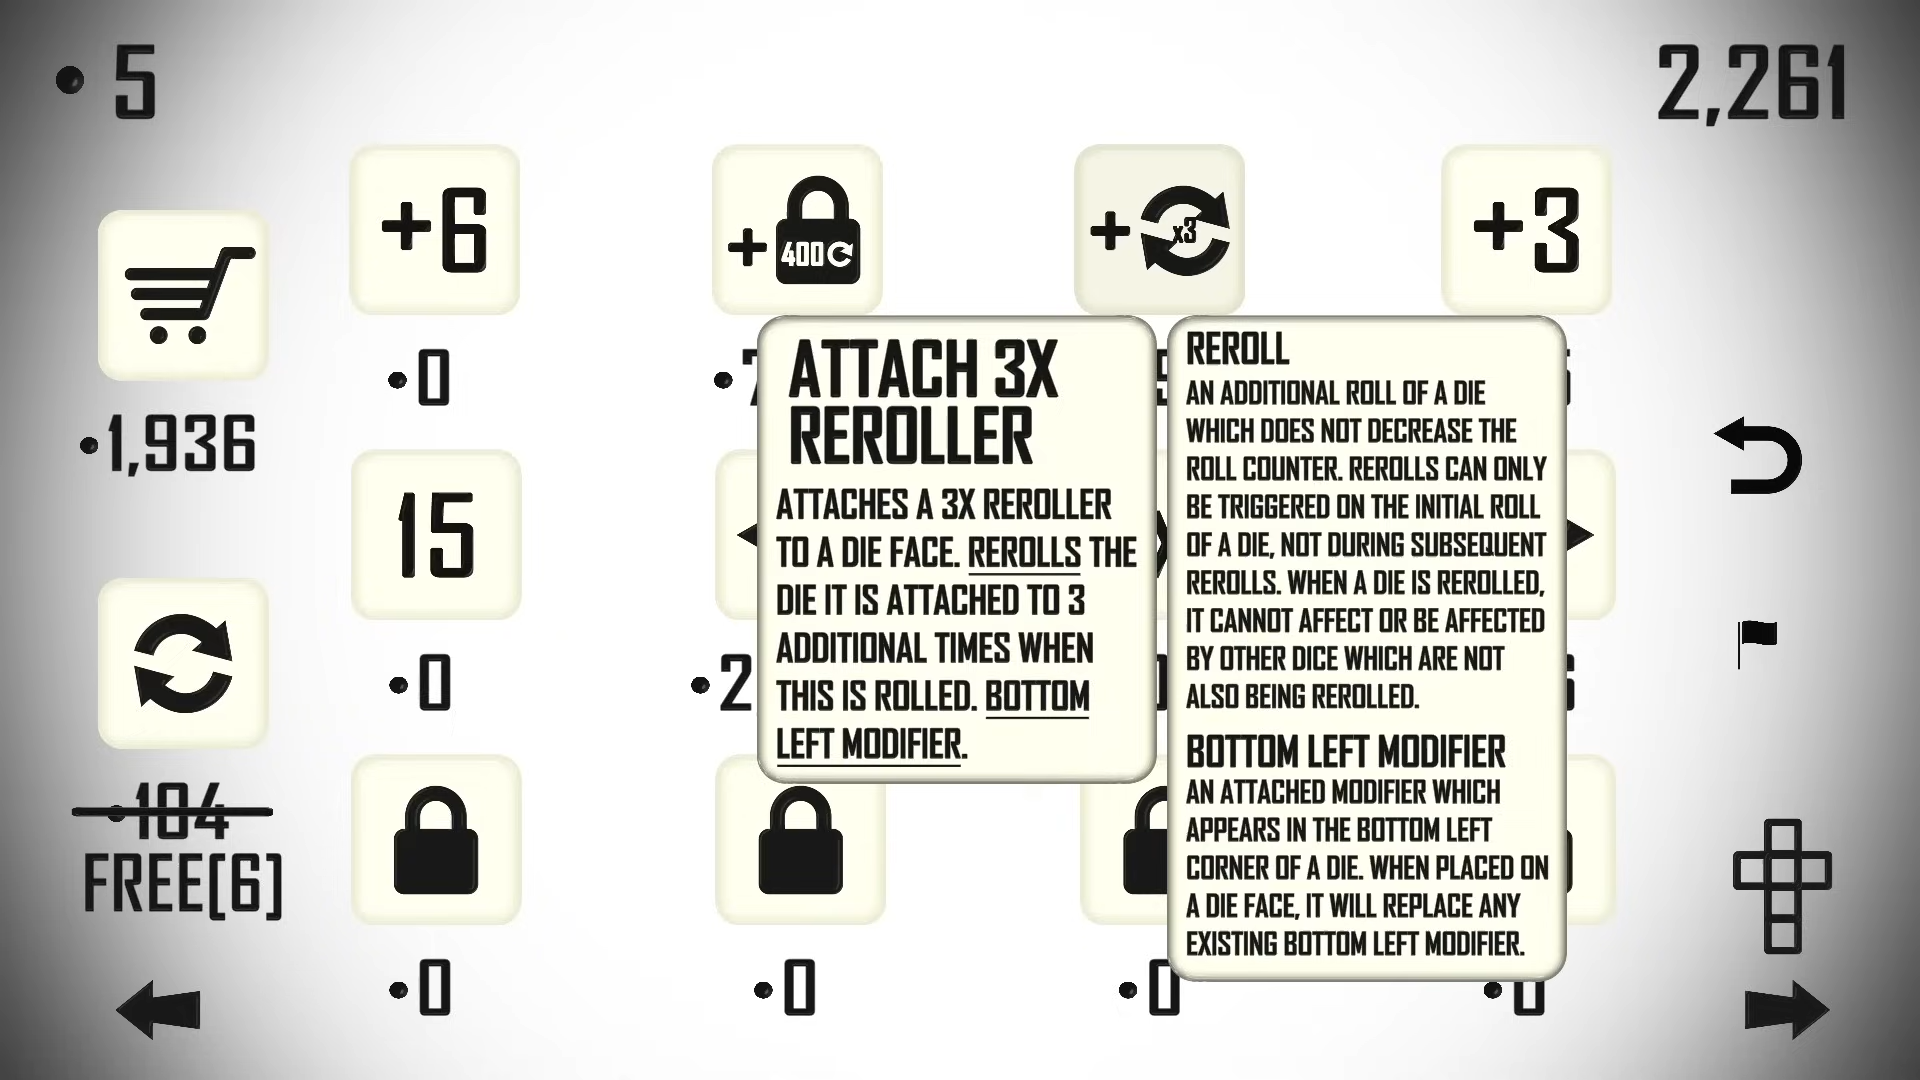 5
2,261
+6
+ 400
+ x3
+3
1,936
0
15
0
104
FREE[6]
0
0
0
0
ATTACH 3X
REROLLER
ATTACHES A 3X REROLLER
TO A DIE FACE. REROLLS THE
DIE IT IS ATTACHED TO 3
ADDITIONAL TIMES WHEN
THIS IS ROLLED. BOTTOM
LEFT MODIFIER.
REROLL
AN ADDITIONAL ROLL OF A DIE
WHICH DOES NOT DECREASE THE
ROLL COUNTER. REROLLS CAN ONLY
BE TRIGGERED ON THE INITIAL ROLL
OF A DIE, NOT DURING SUBSEQUENT
REROLLS. WHEN A DIE IS REROLLED,
IT CANNOT AFFECT OR BE AFFECTED
BY OTHER DICE WHICH ARE NOT
ALSO BEING REROLLED.
BOTTOM LEFT MODIFIER
AN ATTACHED MODIFIER WHICH
APPEARS IN THE BOTTOM LEFT
CORNER OF A DIE. WHEN PLACED ON
A DIE FACE, IT WILL REPLACE ANY
EXISTING BOTTOM LEFT MODIFIER.